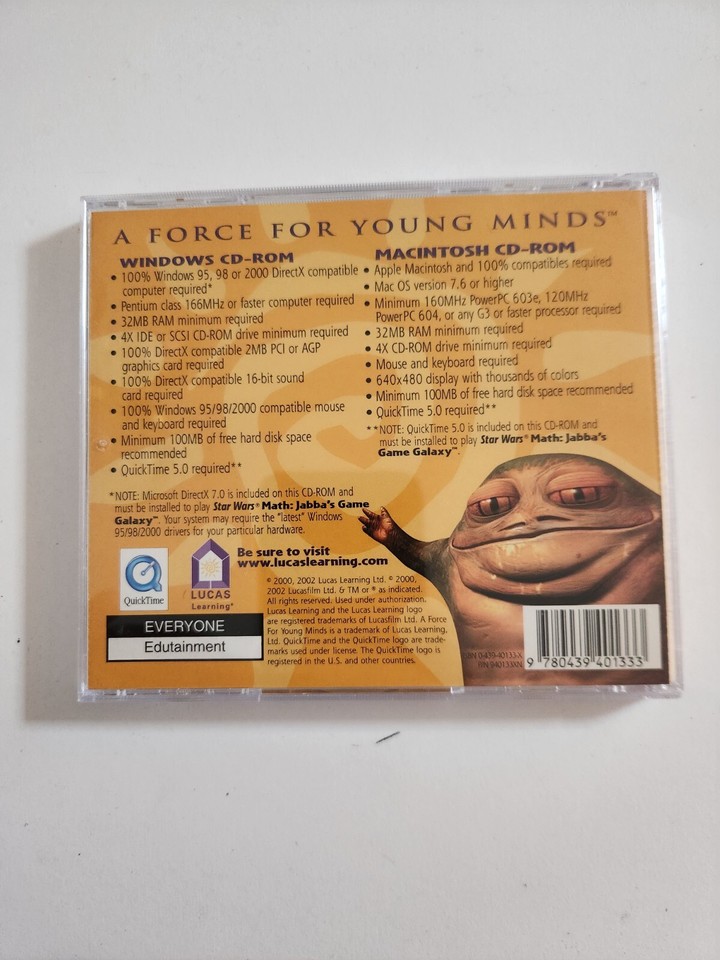 A FORCE FOR YOUNG MINDS™
WINDOWS CD-ROM
• 100% Windows 95, 98 or 2000 DirectX compatible
computer required*
• Pentium class 166MHz or faster computer required
• 32MB RAM minimum required
• 4X IDE or SCSI CD-ROM drive minimum required
• 100% DirectX compatible 2MB PCI or AGP
graphics card required
• 100% DirectX compatible 16-bit sound
card required
• 100% Windows 95/98/2000 compatible mouse
and keyboard required
• Minimum 100MB of free hard disk space
recommended
• QuickTime 5.0 required**
MACINTOSH CD-ROM
• Apple Macintosh and 100% compatibles required
• Mac OS version 7.6 or higher
• Minimum 160MHz PowerPC 603e, 120MHz
PowerPC 604, or any G3 or faster processor required
• 32MB RAM minimum required
• 4X CD-ROM drive minimum required
• Mouse and keyboard required
• 640x480 display with thousands of colors
• Minimum 100MB of free hard disk space recommended
• QuickTime 5.0 required**
**NOTE: QuickTime 5.0 is included on this CD-ROM and
must be installed to play Star Wars® Math: Jabba's
Game Galaxy™.
*NOTE: Microsoft DirectX 7.0 is included on this CD-ROM and
must be installed to play Star Wars® Math: Jabba's Game
Galaxy™. Your system may require the "latest" Windows
95/98/2000 drivers for your particular hardware.
QuickTime
LUCAS
Learning®
Be sure to visit
www.lucaslearning.com
© 2000, 2002 Lucas Learning Ltd. © 2000,
2002 Lucasfilm Ltd. & TM or ® as indicated.
All rights reserved. Used under authorization.
Lucas Learning and the Lucas Learning logo
are registered trademarks of Lucasfilm Ltd. A Force
For Young Minds is a trademark of Lucas Learning,
Ltd. QuickTime and the QuickTime logo are trade-
marks used under license. The QuickTime logo is
registered in the U.S. and other countries.
EVERYONE
Edutainment
0-439-40133-X
9 780439 401333